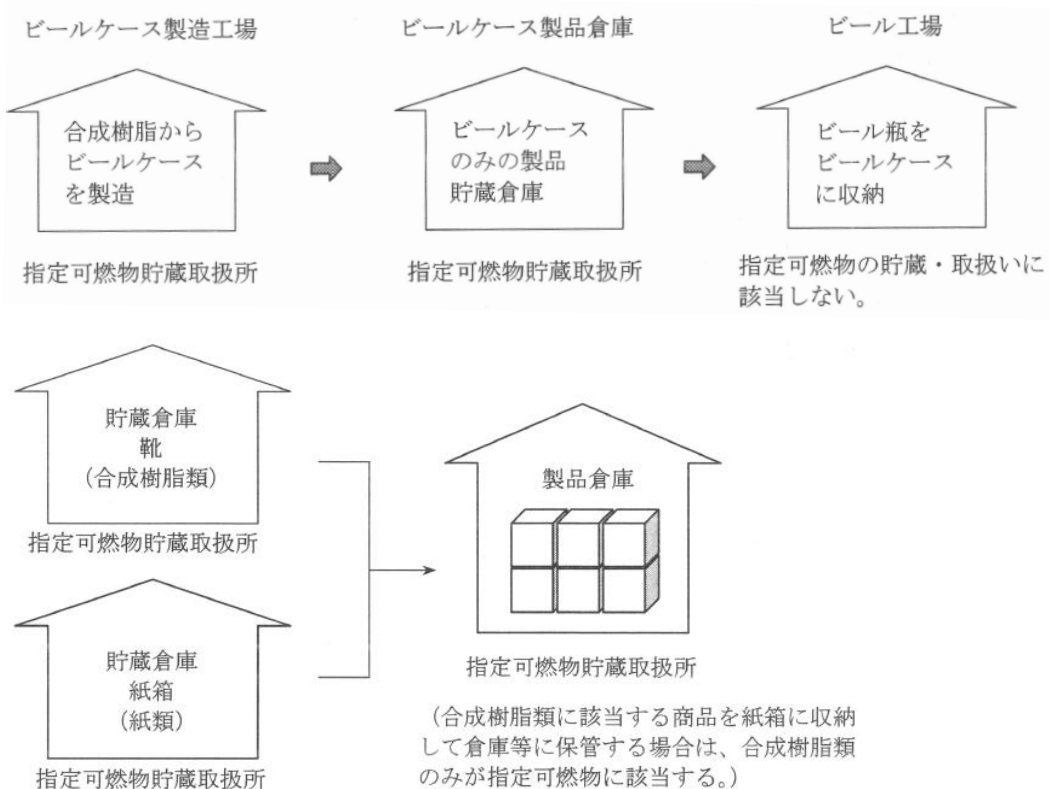 ビールケース製造工場
合成樹脂から
ビールケース
を製造
指定可燃物貯蔵取扱所
ビールケース製品倉庫
ビールケース
のみの製品
貯蔵倉庫
指定可燃物貯蔵取扱所
ビール工場
ビール瓶を
ビールケース
に収納
指定可燃物の貯蔵・取扱いに
該当しない。
貯蔵倉庫
靴
（合成樹脂類）
指定可燃物貯蔵取扱所
貯蔵倉庫
紙箱
（紙類）
指定可燃物貯蔵取扱所
製品倉庫
指定可燃物貯蔵取扱所
（合成樹脂類に該当する商品を紙箱に収納
して倉庫等に保管する場合は、合成樹脂類
のみが指定可燃物に該当する。）